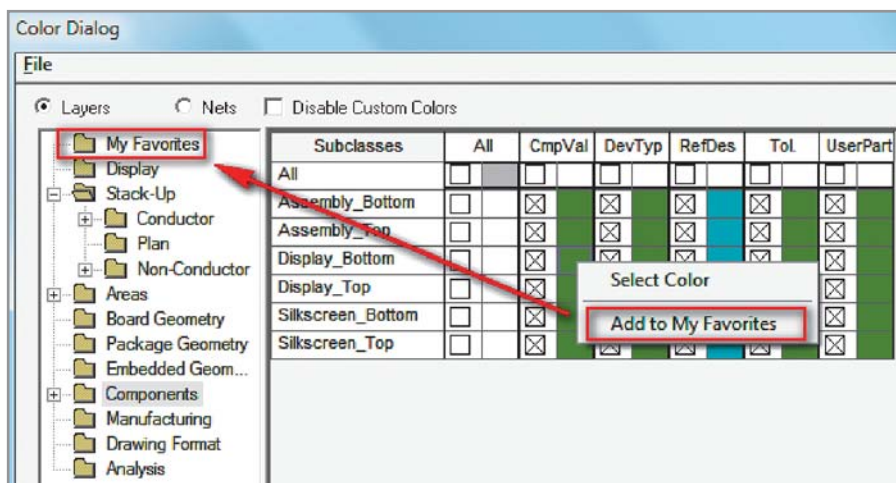 Color Dialog
File
Layers Nets Disable Custom Colors
My Favorites
Display
Stack-Up
Conductor
Plan
Non-Conductor
Areas
Board Geometry
Package Geometry
Embedded Geom...
Components
Manufacturing
Drawing Format
Analysis
Subclasses All CmpVal DevTyp RefDes Tol. UserPart
All
Assembly_Bottom
Assembly_Top
Display_Bottom
Display_Top
Silkscreen_Bottom
Silkscreen_Top
Select Color
Add to My Favorites